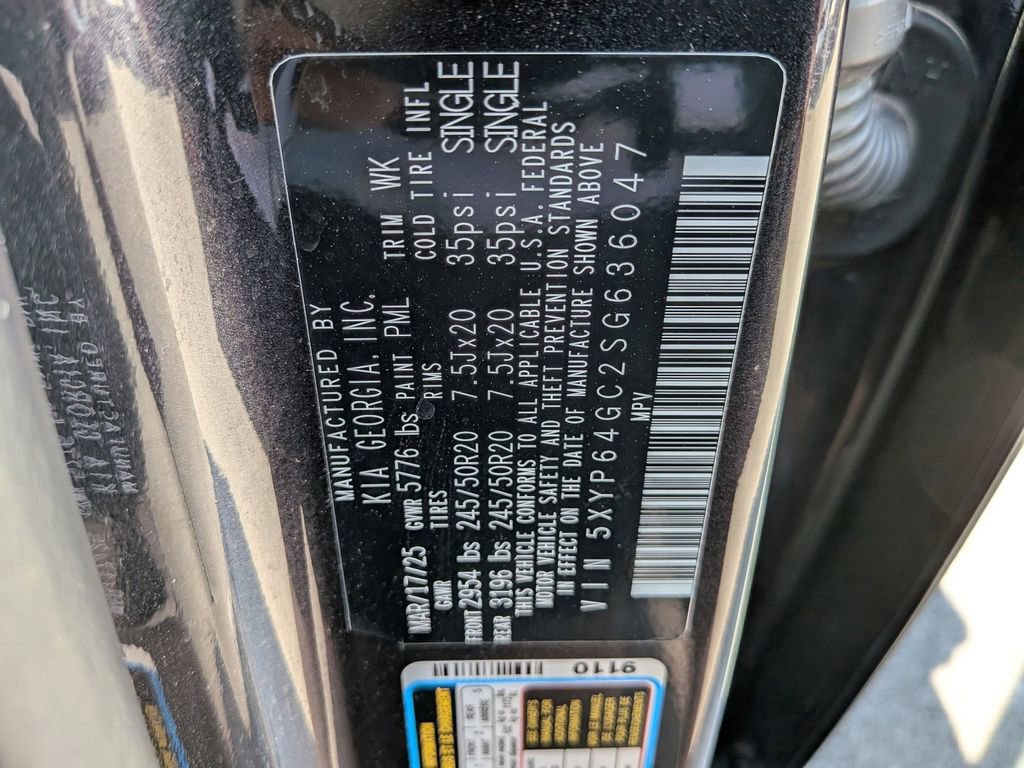 MANUFACTURED BY
KIA GEORGIA, INC.
MAR/17/25 GVWR 5776 lbs PAINT PML TRIM WK
GAWR TIRES RIMS COLD TIRE INFL
FRONT 2954 lbs 245/50R20 7.5Jx20 35psi SINGLE
REAR 3196 lbs 245/50R20 7.5Jx20 35psi SINGLE
THIS VEHICLE CONFORMS TO ALL APPLICABLE U.S.A. FEDERAL
MOTOR VEHICLE SAFETY AND THEFT PREVENTION STANDARDS
IN EFFECT ON THE DATE OF MANUFACTURE SHOWN ABOVE
VIN 5XYP64GC2SG636047
MPV
9110